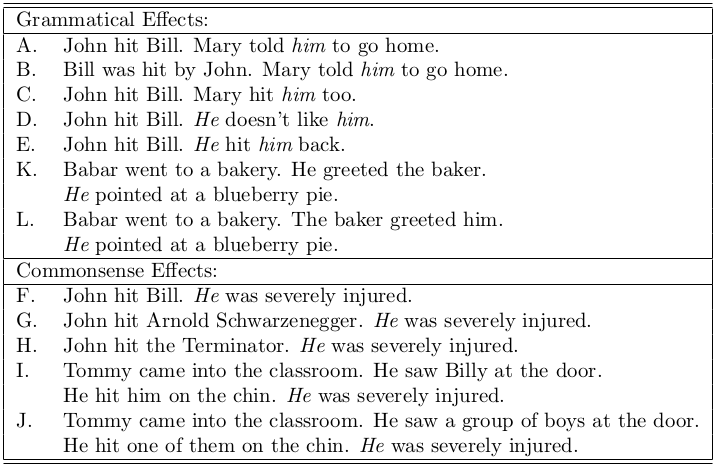 Grammatical Effects:
A. John hit Bill. Mary told him to go home.
B. Bill was hit by John. Mary told him to go home.
C. John hit Bill. Mary hit him too.
D. John hit Bill. He doesn't like him.
E. John hit Bill. He hit him back.
K. Babar went to a bakery. He greeted the baker.
He pointed at a blueberry pie.
L. Babar went to a bakery. The baker greeted him.
He pointed at a blueberry pie.
Commonsense Effects:
F. John hit Bill. He was severely injured.
G. John hit Arnold Schwarzenegger. He was severely injured.
H. John hit the Terminator. He was severely injured.
I. Tommy came into the classroom. He saw Billy at the door.
He hit him on the chin. He was severely injured.
J. Tommy came into the classroom. He saw a group of boys at the door.
He hit one of them on the chin. He was severely injured.